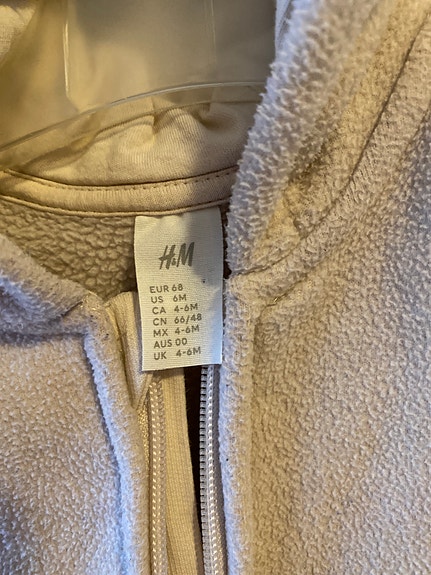 H&M
EUR 68
US 6M
CA 4-6M
CN 66/48
MX 4-6M
AUS 00
UK 4-6M